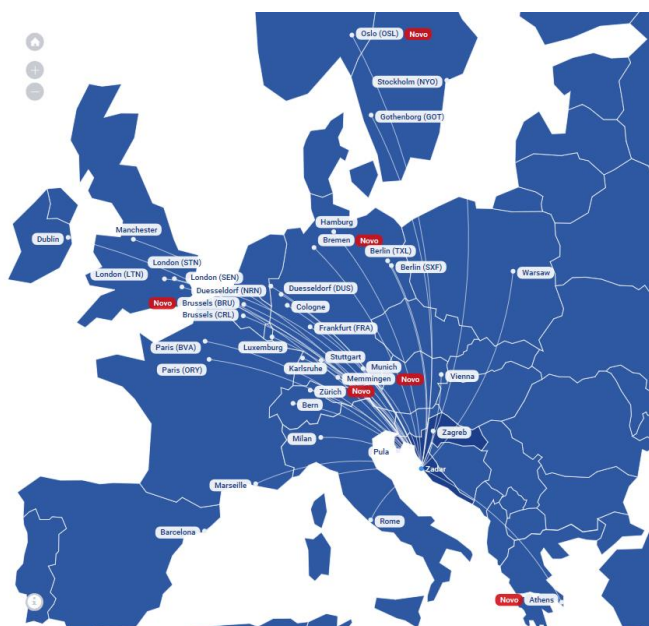 Oslo (OSL) Novo
Stockholm (NYO)
Gothenborg (GOT)
Hamburg
Manchester
Dublin
Bremen Novo
Berlin (TXL)
London (STN)
Berlin (SXF)
Warsaw
London (LTN)
London (SEN)
Duesseldorf (NRN)
Duesseldorf (DUS)
Novo Brussels (BRU)
Cologne
Brussels (CRL)
Frankfurt (FRA)
Paris (BVA)
Luxemburg
Stuttgart
Paris (ORY)
Karlsruhe
Munich
Memmingen Novo
Vienna
Zürich Novo
Bern
Zagreb
Milan
Pula
Zadar
Marseille
Rome
Barcelona
Novo Athens